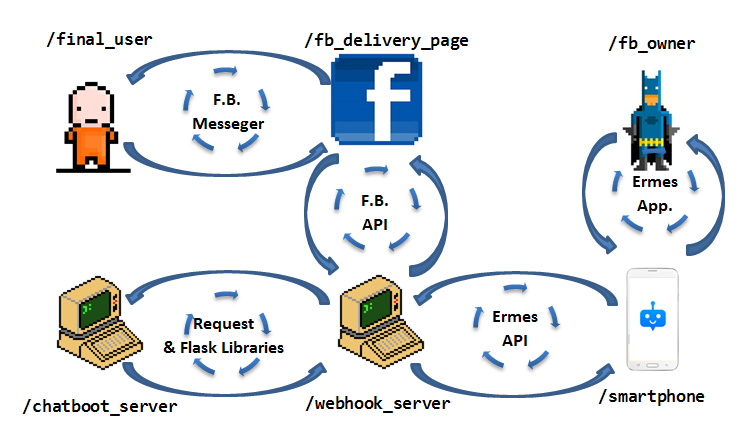 /final_user
/fb_delivery_page
/fb_owner
f
F.B.
Messeger
F.B.
API
Ermes
App.
Request
& Flask Libraries
Ermes
API
/chatboot_server
/webhook_server
/smartphone